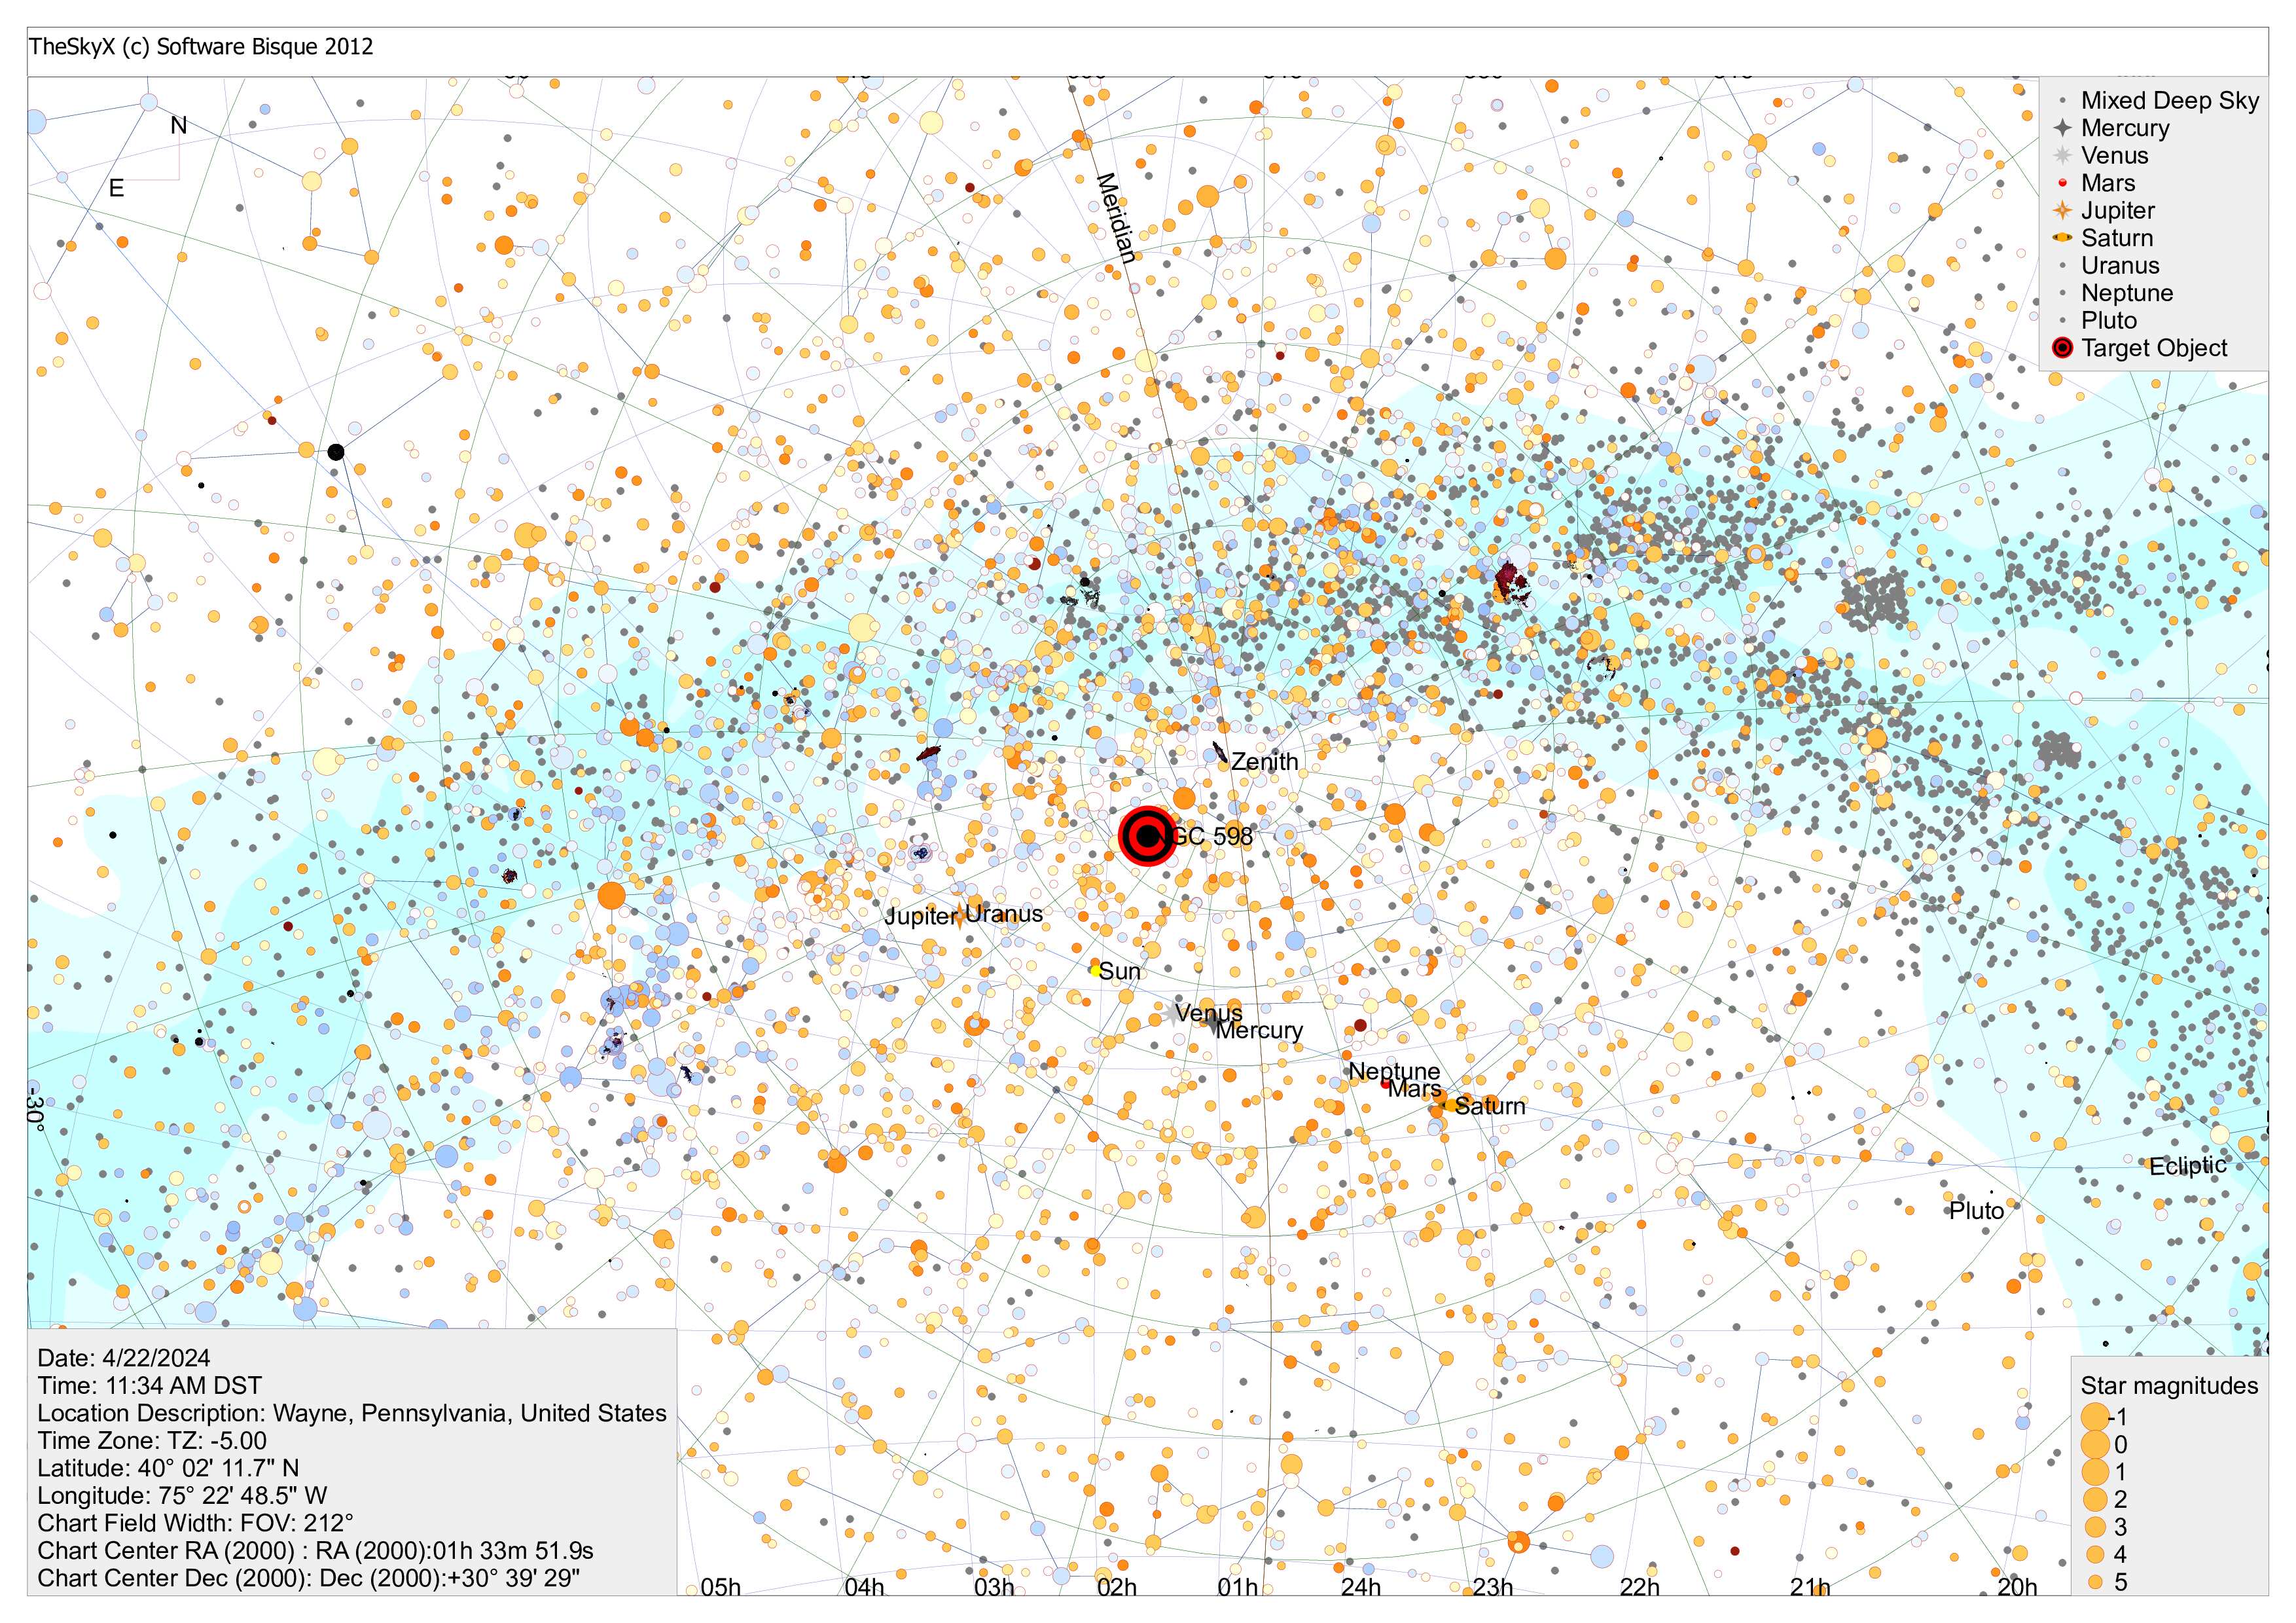 TheSkyX (c) Software Bisque 2012
N
E
Meridian
Mixed Deep Sky
Mercury
Venus
Mars
Jupiter
Saturn
Uranus
Neptune
Pluto
Target Object
Zenith
GC 598
Jupiter
Uranus
Sun
Venus
Mercury
Neptune
Mars
Saturn
-30°
Ecliptic
Pluto
Date: 4/22/2024
Time: 11:34 AM DST
Location Description: Wayne, Pennsylvania, United States
Time Zone: TZ: -5.00
Latitude: 40° 02' 11.7" N
Longitude: 75° 22' 48.5" W
Chart Field Width: FOV: 212°
Chart Center RA (2000) : RA (2000):01h 33m 51.9s
Chart Center Dec (2000): Dec (2000):+30° 39' 29"
Star magnitudes
-1
0
1
2
3
4
5
05h 04h 03h 02h 01h 24h 23h 22h 21h 20h